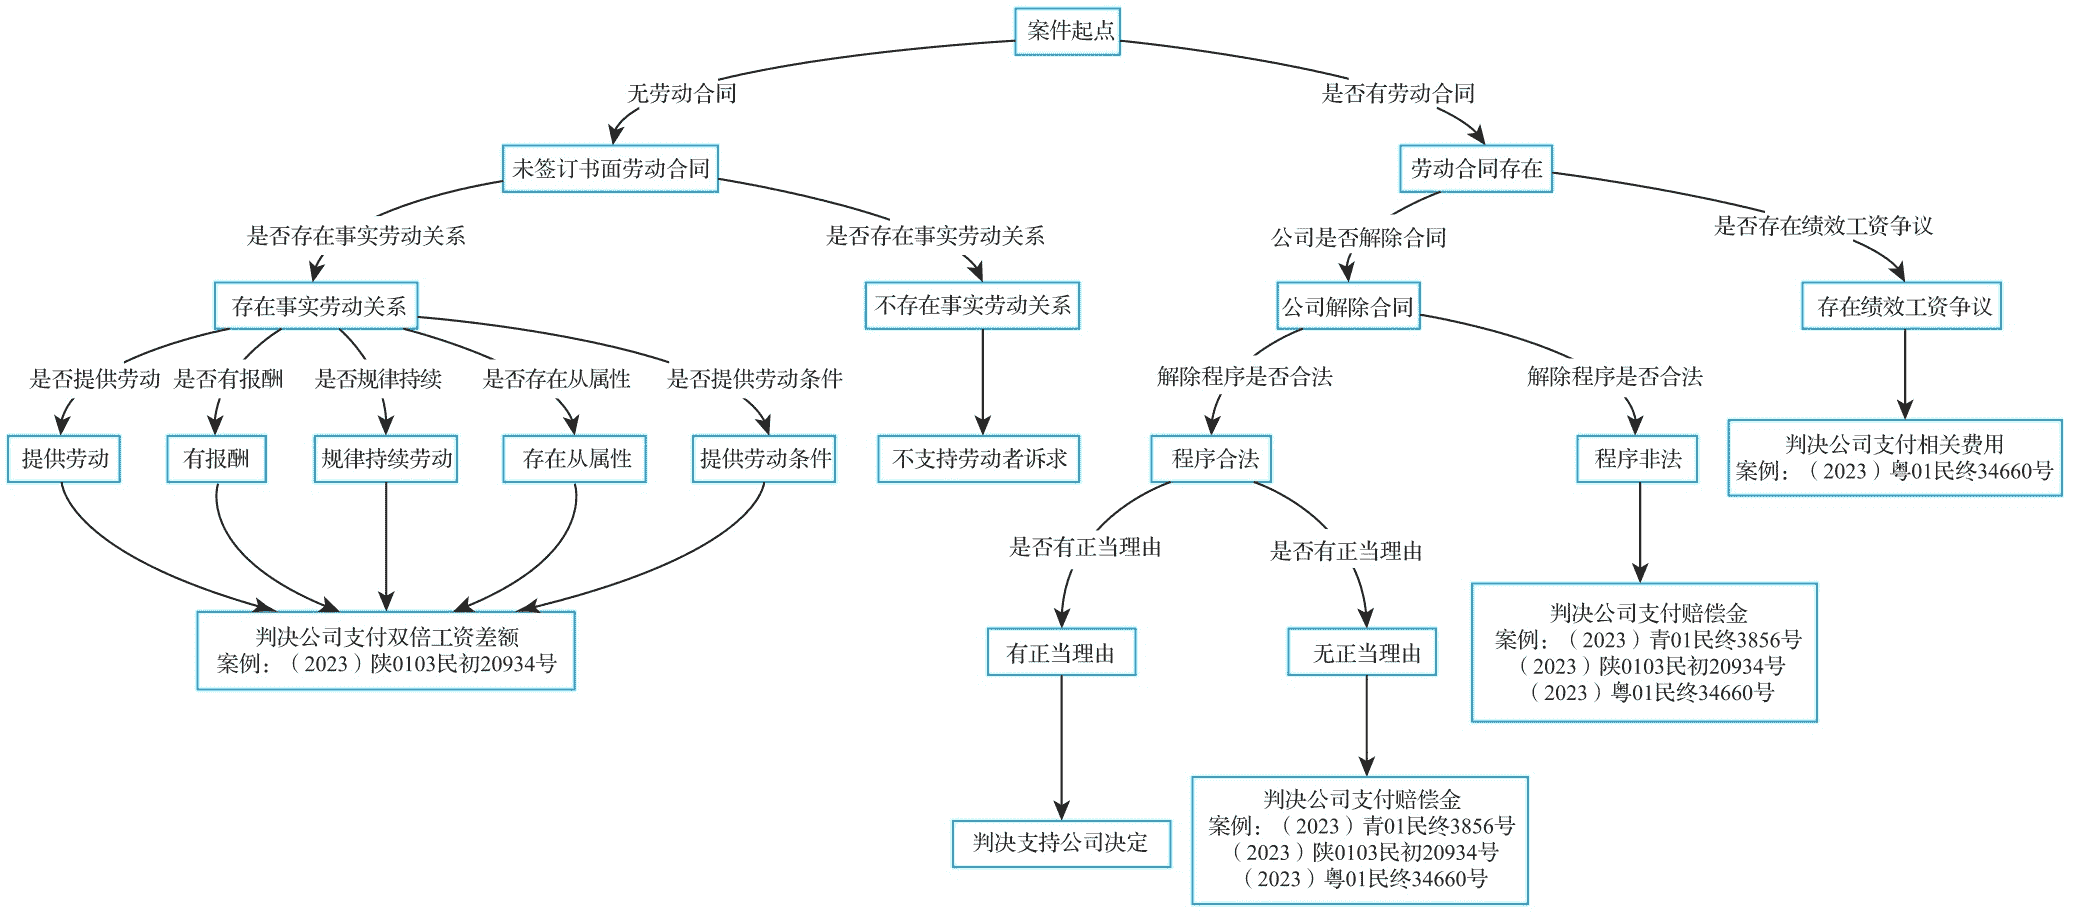 案件起点
无劳动合同
是否有劳动合同
未签订书面劳动合同
劳动合同存在
是否存在事实劳动关系
是否存在事实劳动关系
公司是否解除合同
是否存在绩效工资争议
存在事实劳动关系
不存在事实劳动关系
公司解除合同
存在绩效工资争议
是否提供劳动
是否有报酬
是否规律持续
是否存在从属性
是否提供劳动条件
解除程序是否合法
解除程序是否合法
提供劳动
有报酬
规律持续劳动
存在从属性
提供劳动条件
不支持劳动者诉求
程序合法
程序非法
判决公司支付相关费用
案例：（2023）粤01民终34660号
是否有正当理由
是否有正当理由
判决公司支付双倍工资差额
案例：（2023）陕0103民初20934号
有正当理由
无正当理由
判决公司支付赔偿金
案例：（2023）青01民终3856号
（2023）陕0103民初20934号
（2023）粤01民终34660号
判决支持公司决定
判决公司支付赔偿金
案例：（2023）青01民终3856号
（2023）陕0103民初20934号
（2023）粤01民终34660号